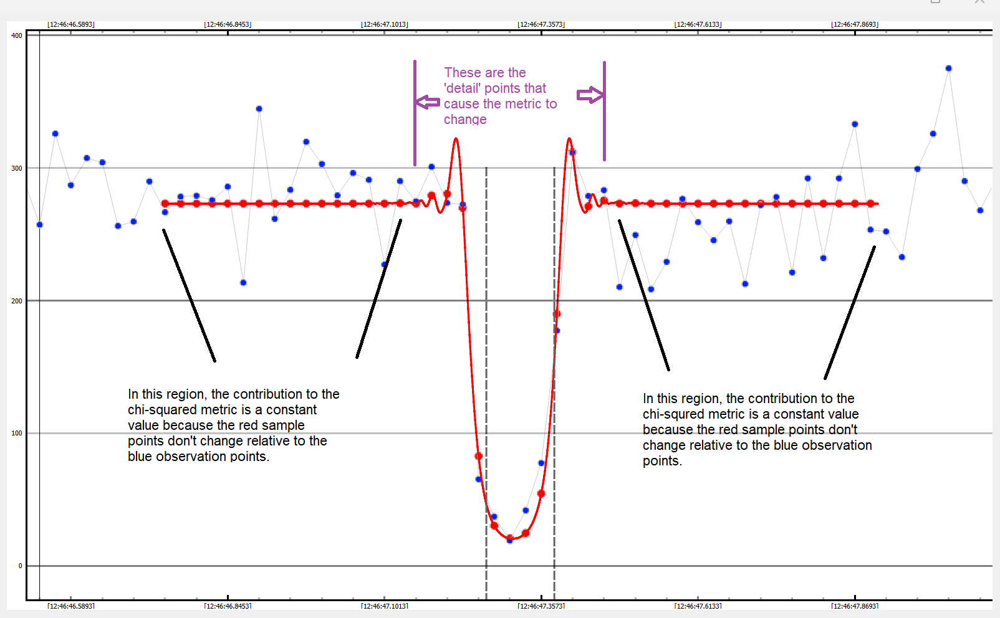 [12:46:46.5893] [12:46:46.8453] [12:46:47.1013] [12:46:47.3573] [12:46:47.6133] [12:46:47.8693]
400
These are the
'detail' points that
cause the metric to
change
300
200
In this region, the contribution to the
chi-squared metric is a constant
value because the red sample
points don't change relative to the
blue observation points.
In this region, the contribution to the
chi-squred metric is a constant value
because the red sample points don't
change relative to the blue observation
points.
100
0
[12:46:46.5893] [12:46:46.8453] [12:46:47.1013] [12:46:47.3573] [12:46:47.6133] [12:46:47.8693]